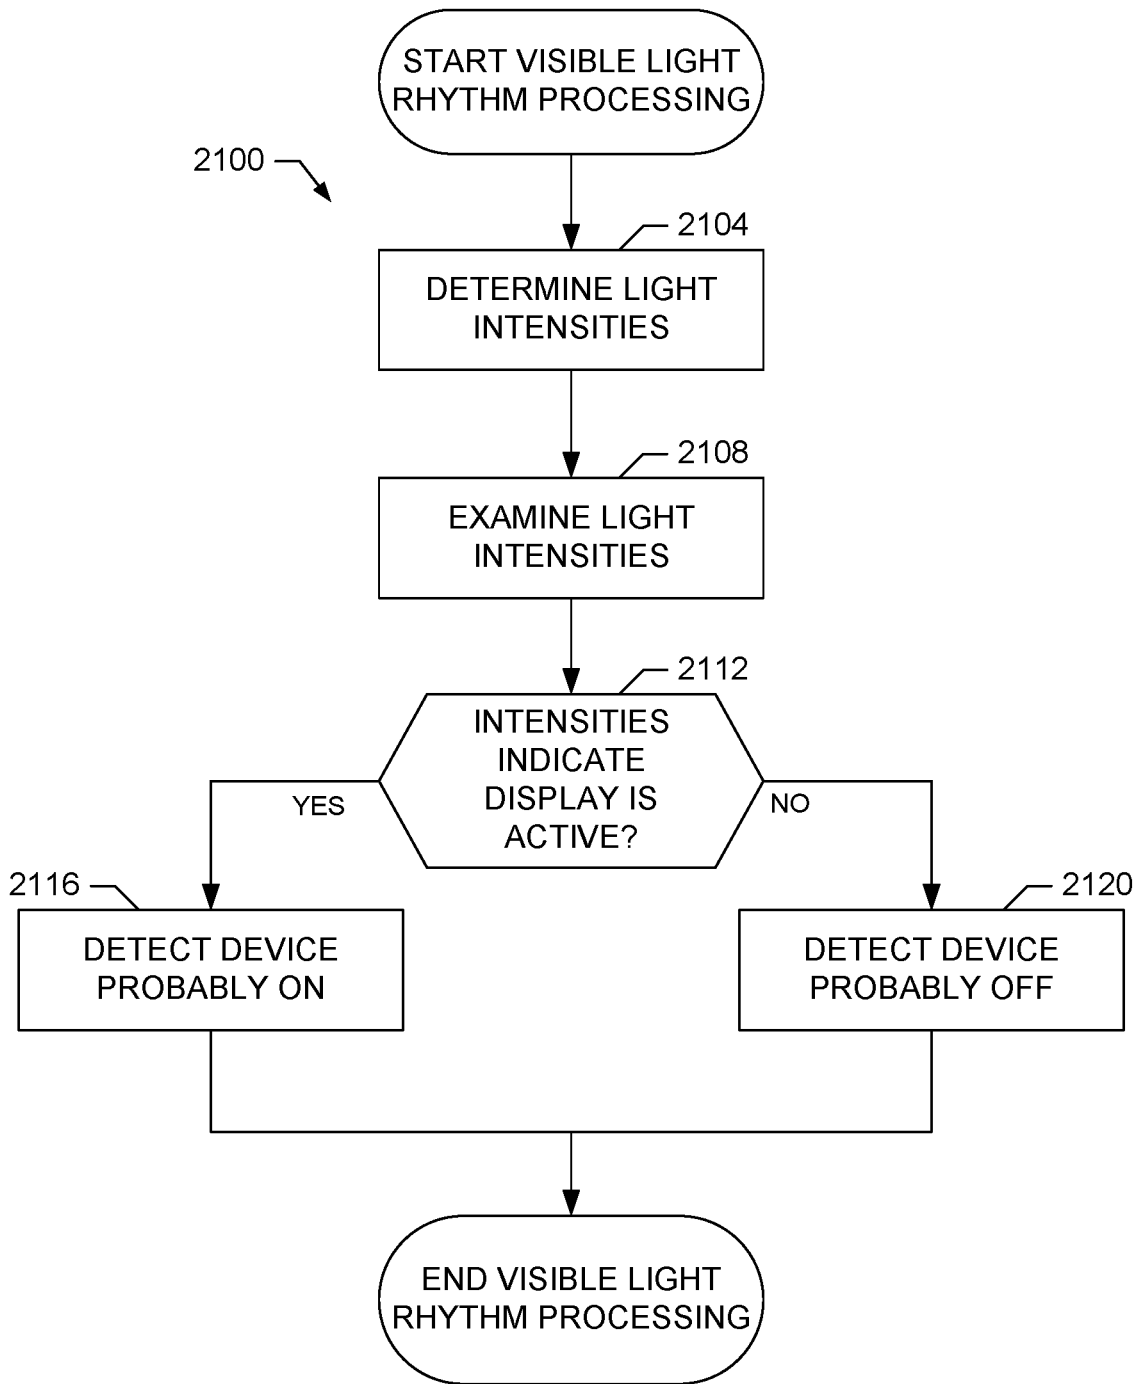 START VISIBLE LIGHT
RHYTHM PROCESSING
2100
2104
DETERMINE LIGHT
INTENSITIES
2108
EXAMINE LIGHT
INTENSITIES
2112
INTENSITIES
INDICATE
DISPLAY IS
ACTIVE?
YES
NO
2116
DETECT DEVICE
PROBABLY ON
2120
DETECT DEVICE
PROBABLY OFF
END VISIBLE LIGHT
RHYTHM PROCESSING